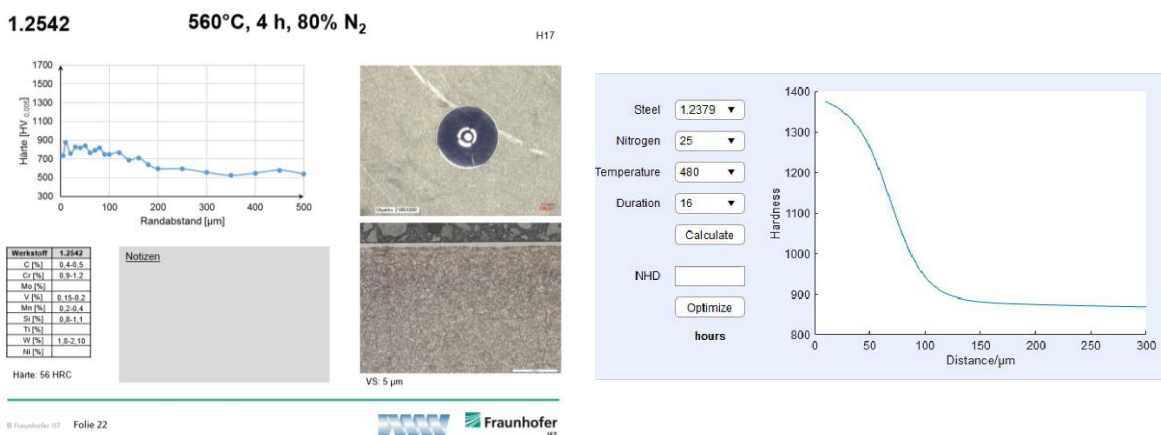 1.2542
560°C, 4 h, 80% N₂
H17
Härte [HV 0,005]
1700
1500
1300
1100
900
700
500
300
0
100
200
300
400
500
Randabstand [µm]
Werkstoff 1.2542
C [%] 0,4-0,5
Cr [%] 0,9-1,2
Mo [%]
V [%] 0,15-0,2
Mn [%] 0,2-0,4
Si [%] 0,8-1,1
Ti [%]
W [%] 1,8-2,10
Ni [%]
Härte: 56 HRC
Notizen
VS: 5 µm
© Fraunhofer IST
Folie 22
Fraunhofer
IST
Steel 1.2379
Nitrogen 25
Temperature 480
Duration 16
Calculate
NHD
Optimize
hours
Hardness
1400
1300
1200
1100
1000
900
800
0
50
100
150
200
250
300
Distance/µm